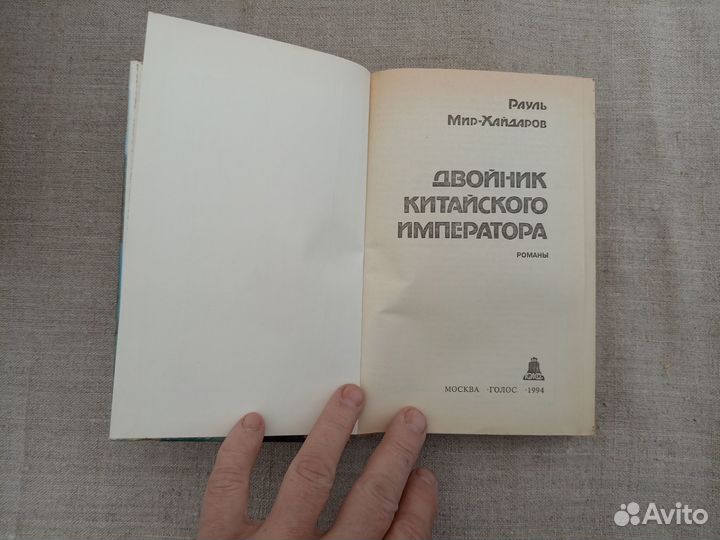 Рауль
Мир-Хайдаров
ДВОЙНИК
КИТАЙСКОГО
ИМПЕРАТОРА
РОМАНЫ
МОСКВА ·ГОЛОС ·1994
Avito